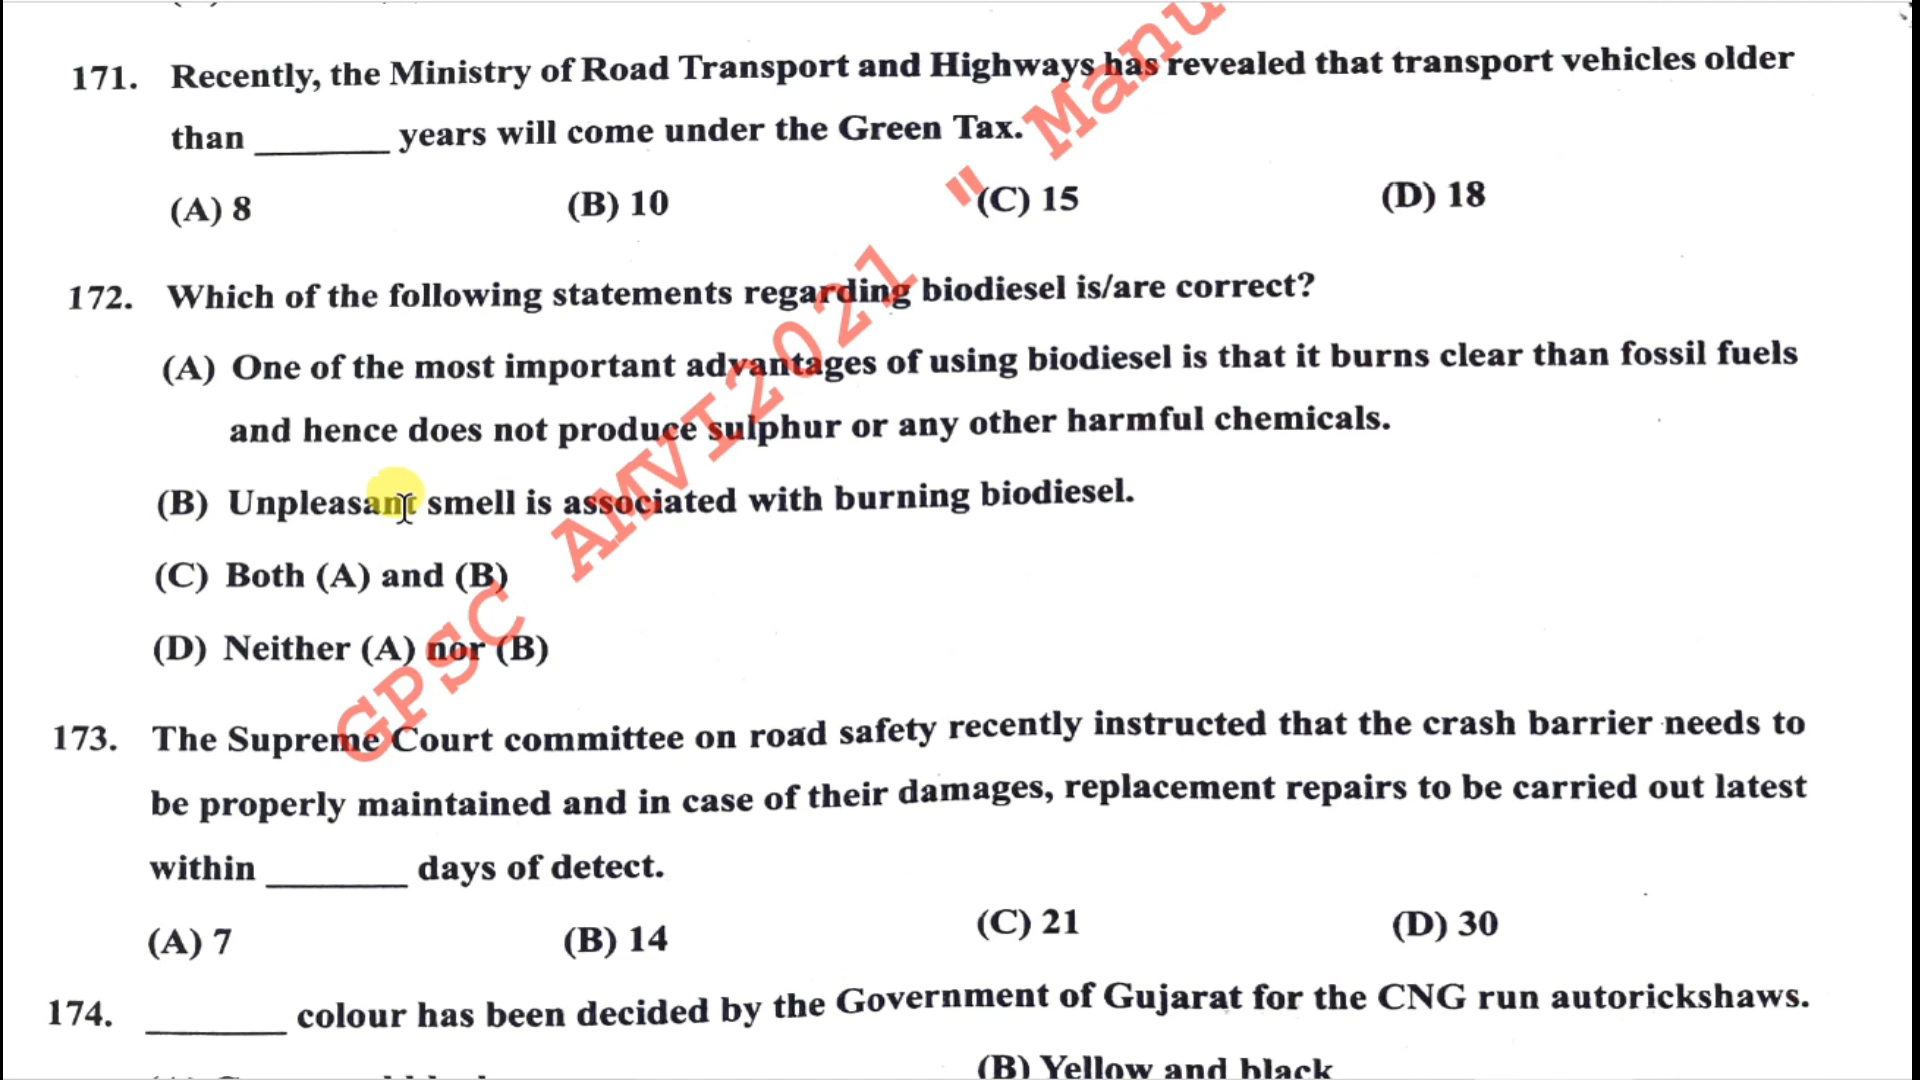 171. Recently, the Ministry of Road Transport and Highways has revealed that transport vehicles older
than ________ years will come under the Green Tax.
(A) 8 (B) 10 (C) 15 (D) 18
172. Which of the following statements regarding biodiesel is/are correct?
(A) One of the most important advantages of using biodiesel is that it burns clear than fossil fuels
and hence does not produce sulphur or any other harmful chemicals.
(B) Unpleasant smell is associated with burning biodiesel.
(C) Both (A) and (B)
(D) Neither (A) nor (B)
173. The Supreme Court committee on road safety recently instructed that the crash barrier needs to
be properly maintained and in case of their damages, replacement repairs to be carried out latest
within ________ days of detect.
(A) 7 (B) 14 (C) 21 (D) 30
174. ________ colour has been decided by the Government of Gujarat for the CNG run autorickshaws.
(B) Yellow and black
GPSC AMVI2021 " Manu